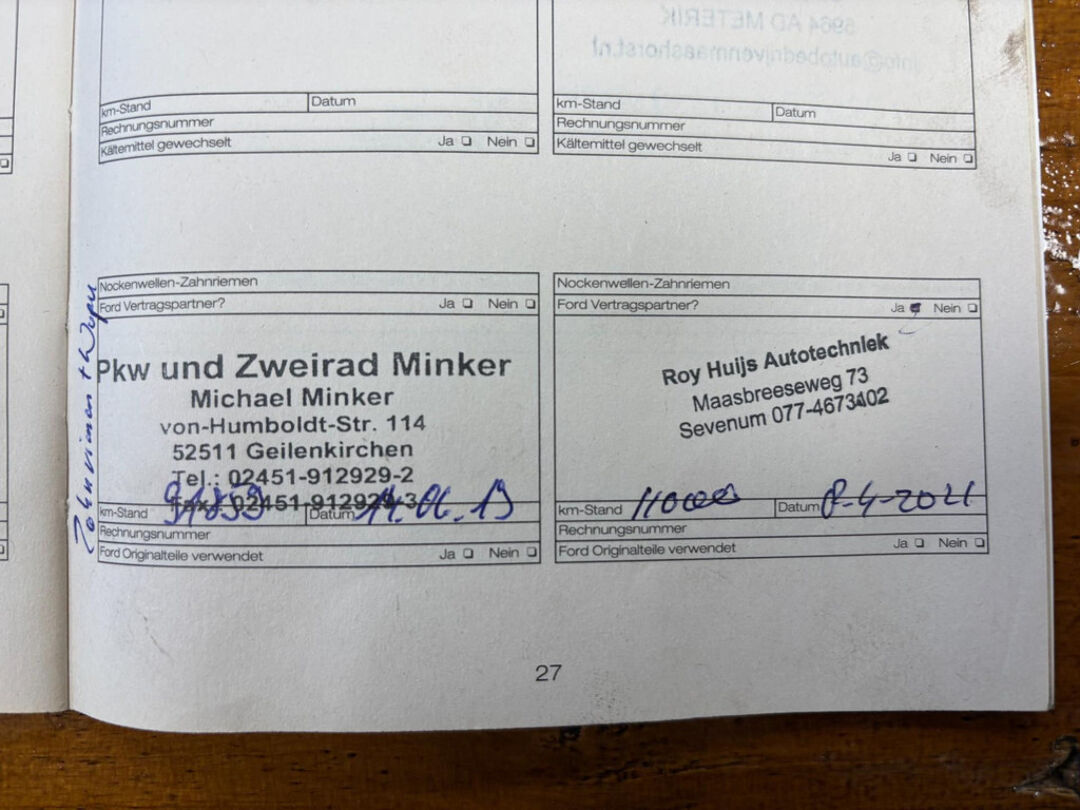 km-Stand Datum
Rechnungsnummer
Kältemittel gewechselt Ja Nein
km-Stand Datum
Rechnungsnummer
Kältemittel gewechselt Ja Nein
Nockenwellen-Zahnriemen
Ford Vertragspartner? Ja Nein
Pkw und Zweirad Minker
Michael Minker
von-Humboldt-Str. 114
52511 Geilenkirchen
Tel.: 02451-912929-2
Fax: 02451-912929-3
km-Stand 91859 Datum
Rechnungsnummer
Ford Originalteile verwendet Ja Nein
Zahnriemen + Wapu
Nockenwellen-Zahnriemen
Ford Vertragspartner? Ja Nein
Roy Huijs Autotechniek
Maasbreeseweg 73
Sevenum 077-4673402
km-Stand 110000 Datum 8-4-2021
Rechnungsnummer
Ford Originalteile verwendet Ja Nein
27
5964 AD METERIK
info@autobedrijvenmaashorst.nl